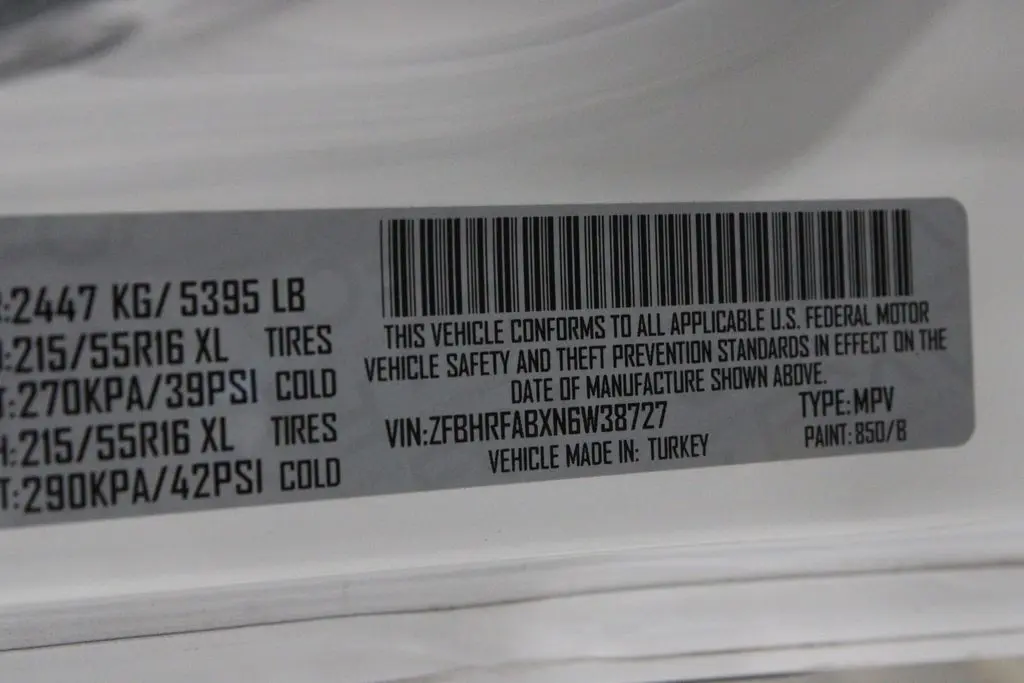 :2447 KG/ 5395 LB
:215/55R16 XL TIRES
T:270KPA/39PSI COLD
:215/55R16 XL TIRES
T:290KPA/42PSI COLD
THIS VEHICLE CONFORMS TO ALL APPLICABLE U.S. FEDERAL MOTOR
VEHICLE SAFETY AND THEFT PREVENTION STANDARDS IN EFFECT ON THE
DATE OF MANUFACTURE SHOWN ABOVE.
VIN:ZFBHRFABXN6W38727 TYPE:MPV
VEHICLE MADE IN: TURKEY PAINT:850/B